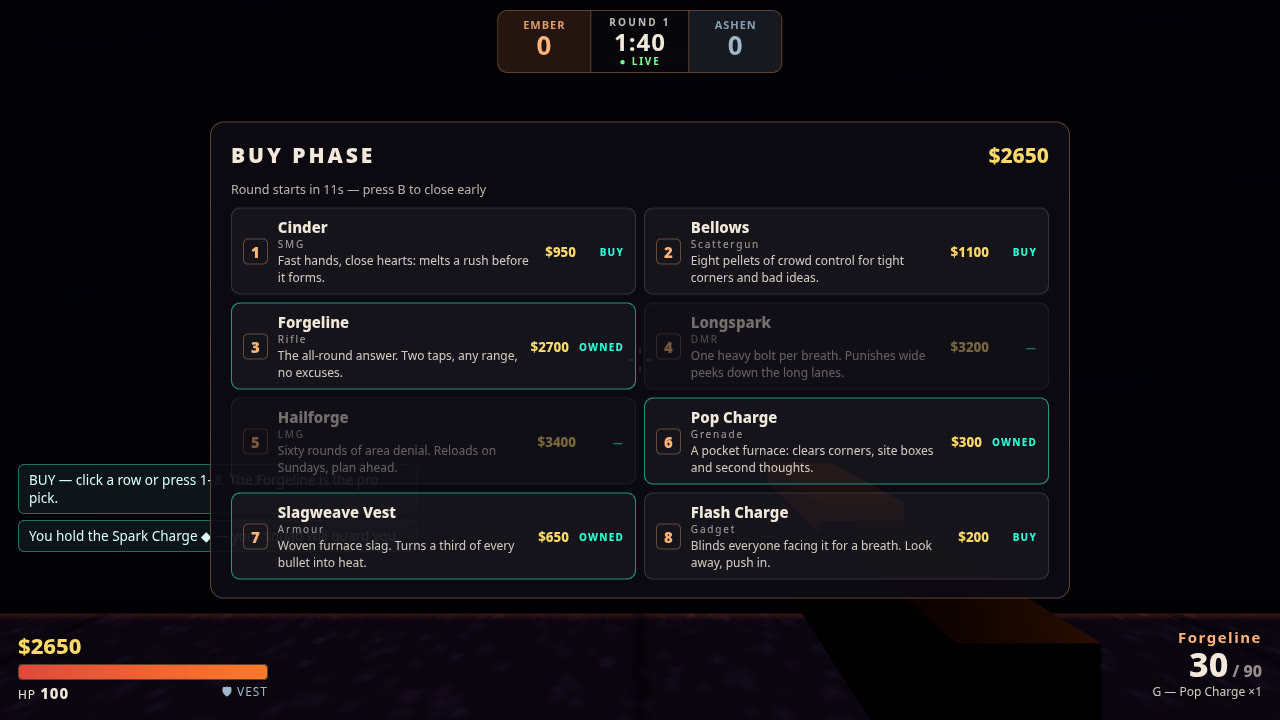 EMBER
0
ROUND 1
1:40
● LIVE
ASHEN
0
BUY PHASE
$2650
Round starts in 11s — press B to close early
1
Cinder
SMG
Fast hands, close hearts: melts a rush before
it forms.
$950
BUY
2
Bellows
Scattergun
Eight pellets of crowd control for tight
corners and bad ideas.
$1100
BUY
3
Forgeline
Rifle
The all-round answer. Two taps, any range,
no excuses.
$2700
OWNED
4
Longspark
DMR
One heavy bolt per breath. Punishes wide
peeks down the long lanes.
$3200
—
5
Hailforge
LMG
Sixty rounds of area denial. Reloads on
Sundays, plan ahead.
$3400
—
6
Pop Charge
Grenade
A pocket furnace: clears corners, site boxes
and second thoughts.
$300
OWNED
7
Slagweave Vest
Armour
Woven furnace slag. Turns a third of every
bullet into heat.
$650
OWNED
8
Flash Charge
Gadget
Blinds everyone facing it for a breath. Look
away, push in.
$200
BUY
BUY — click a row or press 1–8. The Forgeline is the pro
pick.
You hold the Spark Charge ◆ —
$2650
HP 100
VEST
Forgeline
30 / 90
G — Pop Charge ×1